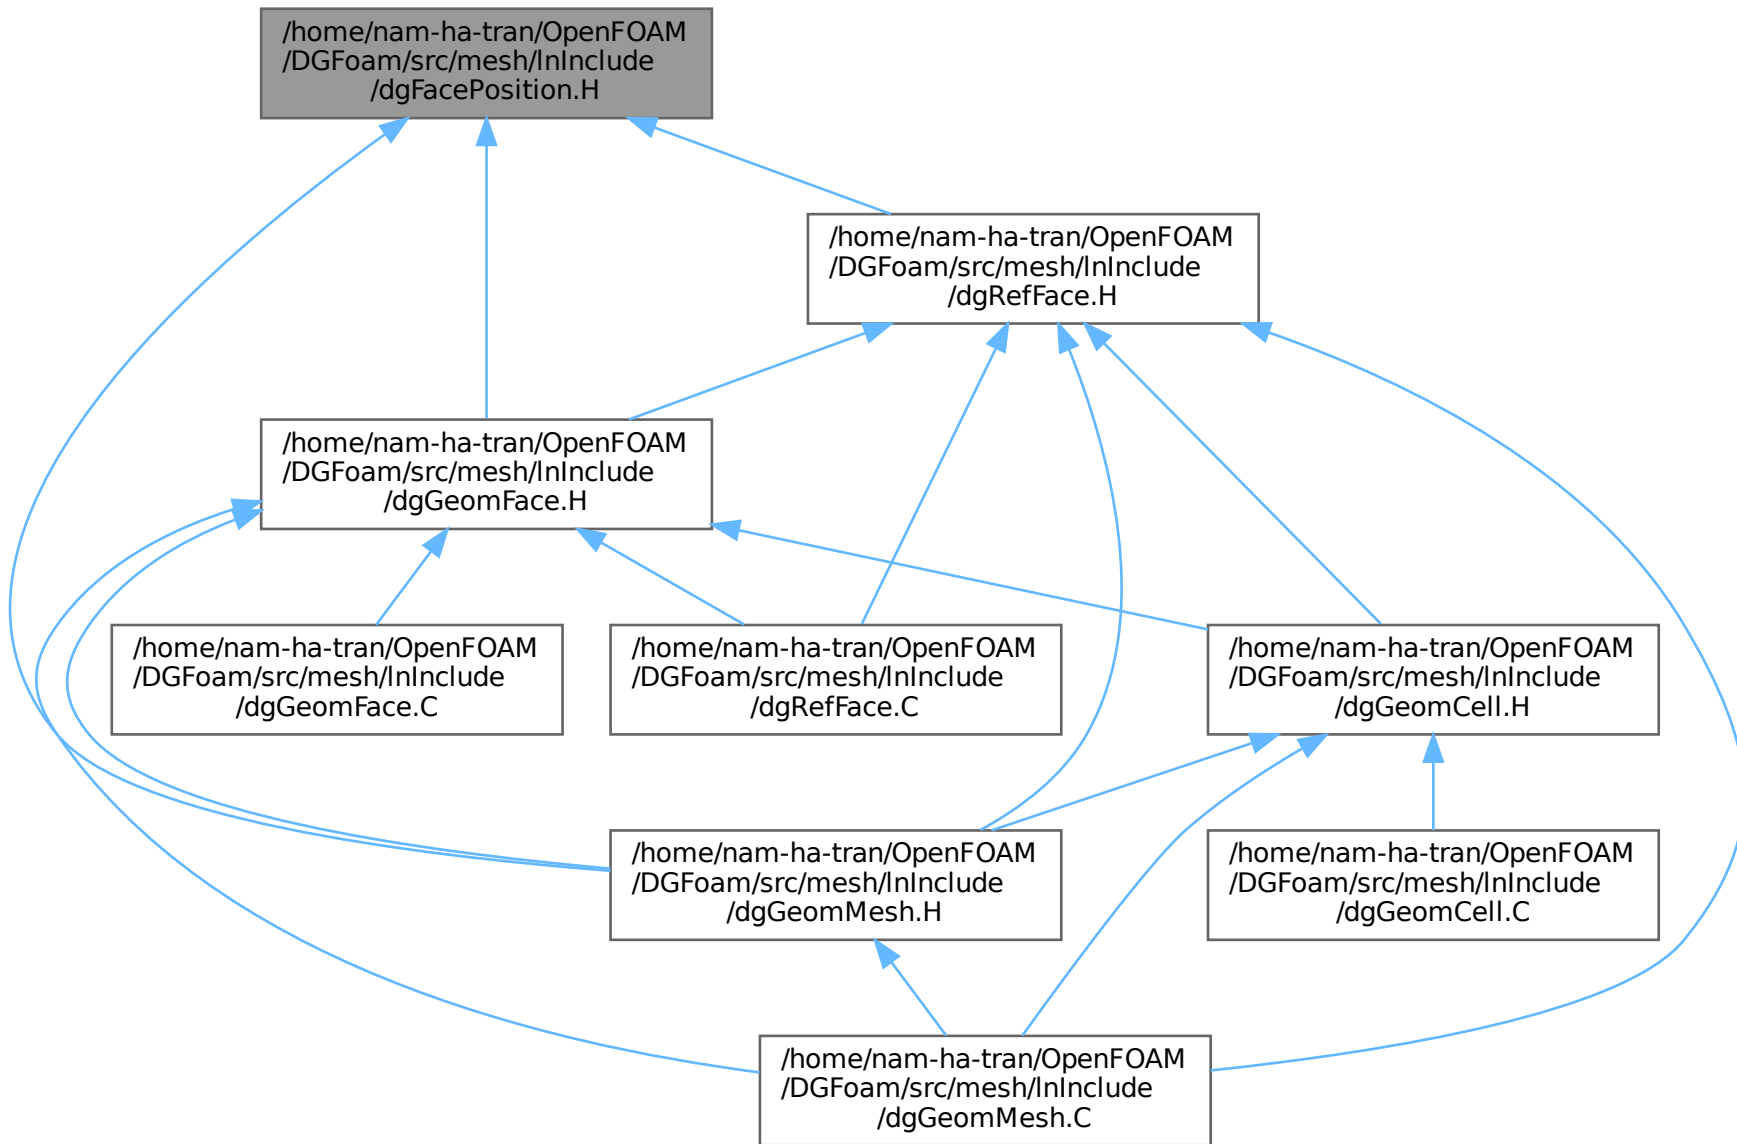 /home/nam-ha-tran/OpenFOAM
/DGFoam/src/mesh/lnInclude
/dgFacePosition.H
/home/nam-ha-tran/OpenFOAM
/DGFoam/src/mesh/lnInclude
/dgRefFace.H
/home/nam-ha-tran/OpenFOAM
/DGFoam/src/mesh/lnInclude
/dgGeomFace.H
/home/nam-ha-tran/OpenFOAM
/DGFoam/src/mesh/lnInclude
/dgGeomFace.C
/home/nam-ha-tran/OpenFOAM
/DGFoam/src/mesh/lnInclude
/dgRefFace.C
/home/nam-ha-tran/OpenFOAM
/DGFoam/src/mesh/lnInclude
/dgGeomCell.H
/home/nam-ha-tran/OpenFOAM
/DGFoam/src/mesh/lnInclude
/dgGeomMesh.H
/home/nam-ha-tran/OpenFOAM
/DGFoam/src/mesh/lnInclude
/dgGeomCell.C
/home/nam-ha-tran/OpenFOAM
/DGFoam/src/mesh/lnInclude
/dgGeomMesh.C